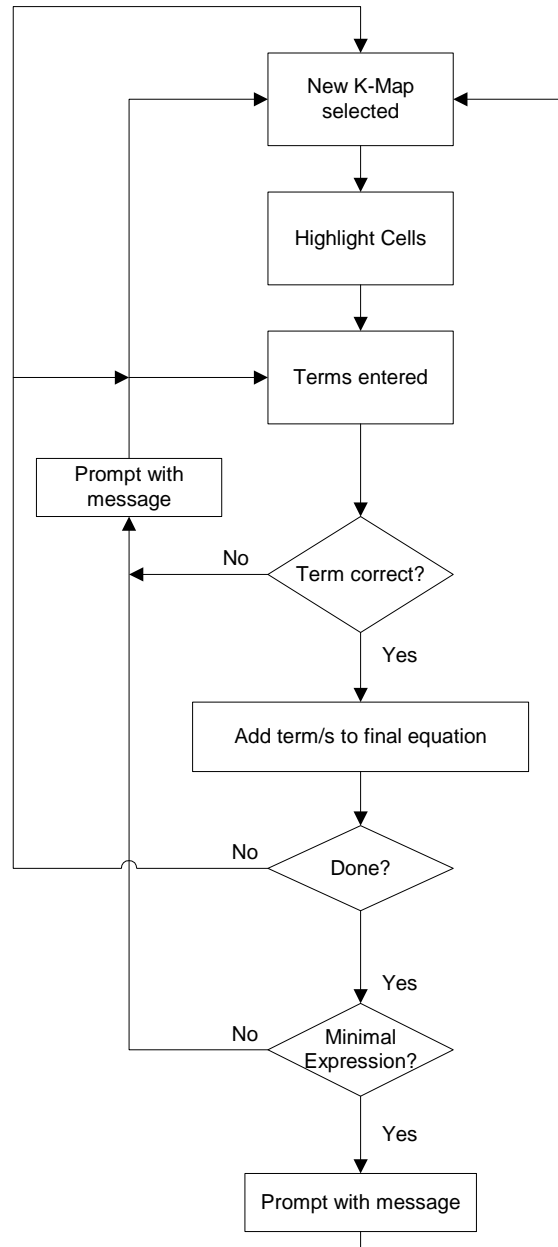 New K-Map
selected
Highlight Cells
Terms entered
Prompt with
message
No
Term correct?
Yes
Add term/s to final equation
No
Done?
Yes
No
Minimal
Expression?
Yes
Prompt with message